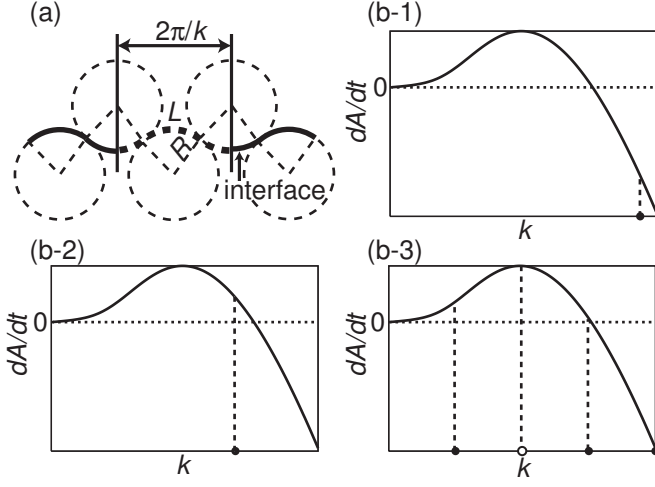 (a)
2π/k
L
R
interface
(b-1)
dA/dt
0
k
(b-2)
dA/dt
0
k
(b-3)
dA/dt
0
k